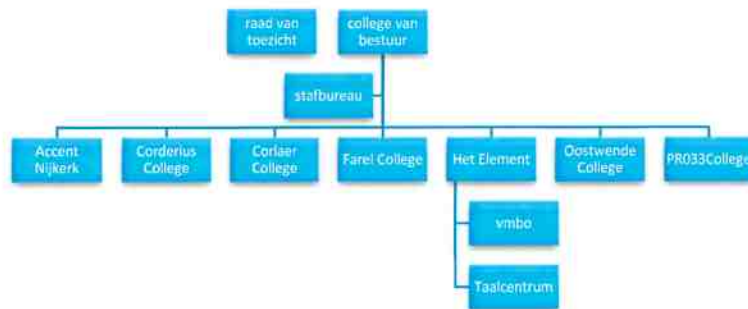 raad van
toezicht
college van
bestuur
stafbureau
Accent
Nijkerk
Corderius
College
Corlaer
College
Farel College
Het Element
Oostwende
College
PR033College
vmbo
Taalcentrum